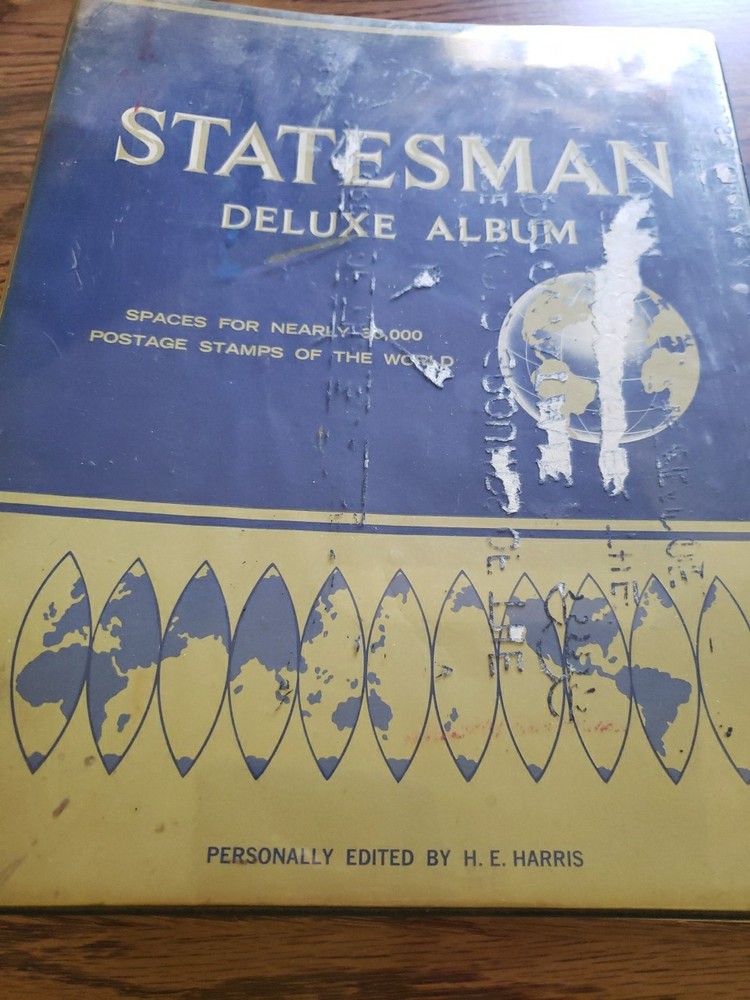 STATESMAN
DELUXE ALBUM
SPACES FOR NEARLY
POSTAGE STAMPS OF THE WORLD
PERSONALLY EDITED BY H. E. HARRIS